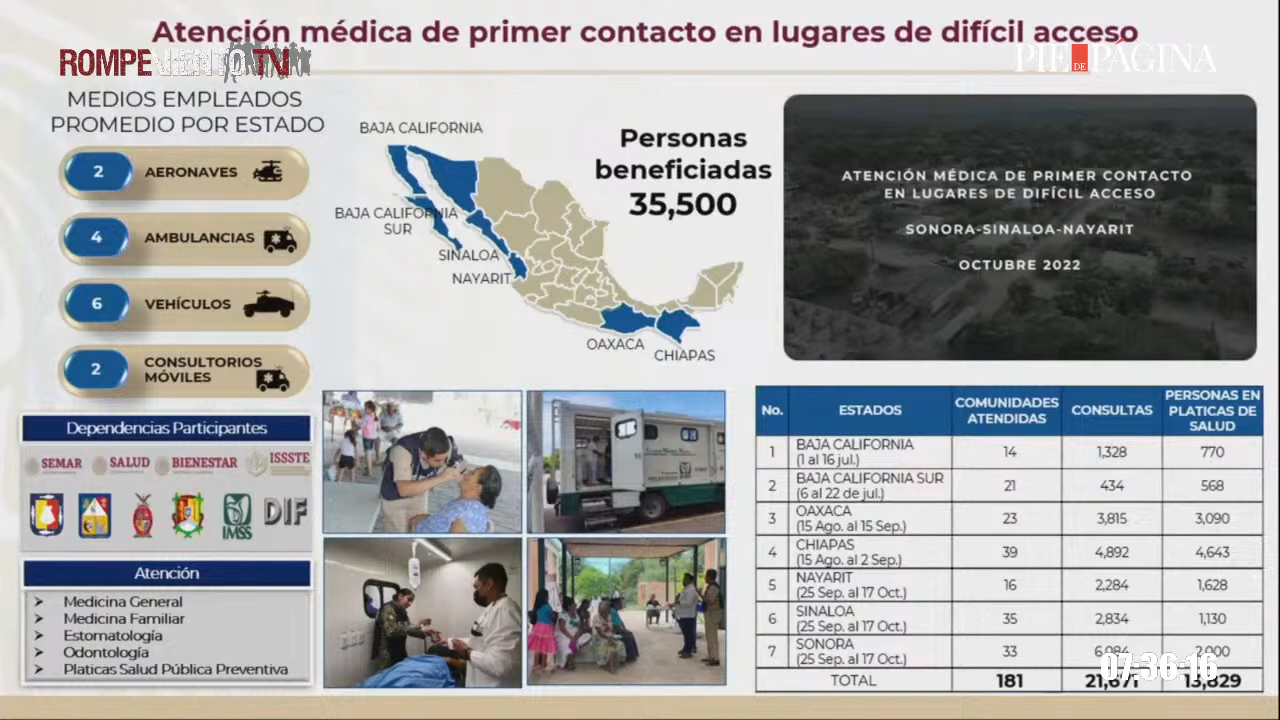 Atención médica de primer contacto en lugares de difícil acceso
ROMPEVIENTO TV
PIE DE PÁGINA
MEDIOS EMPLEADOS
PROMEDIO POR ESTADO
2 AERONAVES
4 AMBULANCIAS
6 VEHÍCULOS
2 CONSULTORIOS
MÓVILES
BAJA CALIFORNIA
BAJA CALIFORNIA
SUR
SINALOA
NAYARIT
OAXACA
CHIAPAS
Personas
beneficiadas
35,500
ATENCIÓN MÉDICA DE PRIMER CONTACTO
EN LUGARES DE DIFÍCIL ACCESO
SONORA-SINALOA-NAYARIT
OCTUBRE 2022
Dependencias Participantes
SEMAR SALUD BIENESTAR ISSSTE
IMSS DIF
Atención
Medicina General
Medicina Familiar
Estomatología
Odontología
Platicas Salud Pública Preventiva
No. ESTADOS COMUNIDADES ATENDIDAS CONSULTAS PERSONAS EN PLATICAS DE SALUD
1 BAJA CALIFORNIA (1 al 16 jul.) 14 1,328 770
2 BAJA CALIFORNIA SUR (6 al 22 de jul.) 21 434 568
3 OAXACA (15 Ago. al 15 Sep.) 23 3,815 3,090
4 CHIAPAS (15 Ago. al 2 Sep.) 39 4,892 4,643
5 NAYARIT (25 Sep. al 17 Oct.) 16 2,284 1,628
6 SINALOA (25 Sep. al 17 Oct.) 35 2,834 1,130
7 SONORA (25 Sep. al 17 Oct.) 33
TOTAL 181 21,671 13,829
07:36:16